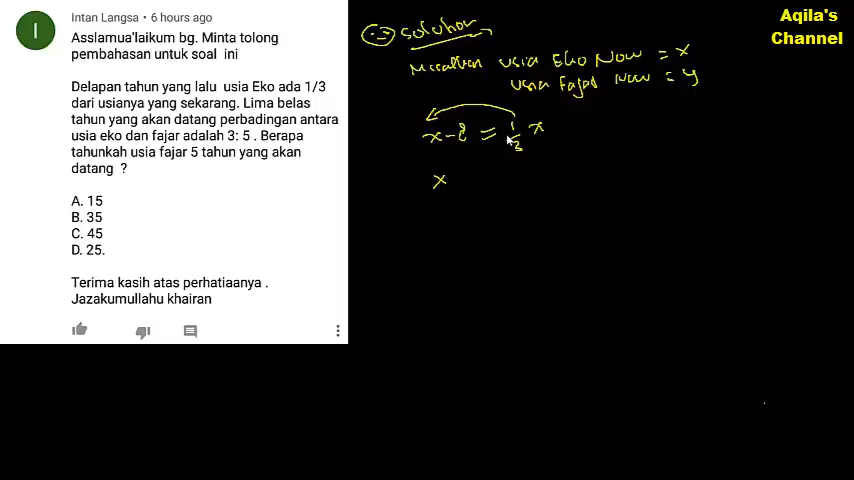 I
Intan Langsa • 6 hours ago
Asslamua'laikum bg. Minta tolong
pembahasan untuk soal ini
Delapan tahun yang lalu usia Eko ada 1/3
dari usianya yang sekarang. Lima belas
tahun yang akan datang perbadingan antara
usia eko dan fajar adalah 3: 5 . Berapa
tahunkah usia fajar 5 tahun yang akan
datang ?
A. 15
B. 35
C. 45
D. 25.
Terima kasih atas perhatiaanya .
Jazakumullahu khairan
Solution
Misalkan usia Eko Now = x
usia Fajar Now = y
x - 8 = 1/3 x
x
Aqila's
Channel